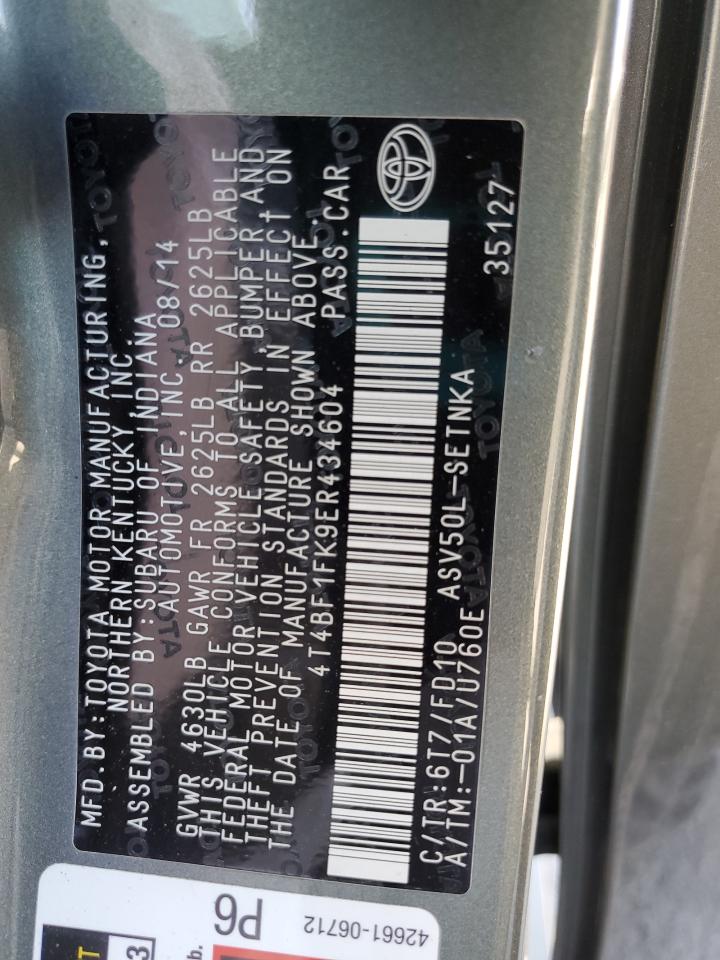 MFD.BY:TOYOTA MOTOR MANUFACTURING,
NORTHERN KENTUCKY INC.
ASSEMBLED BY:SUBARU OF INDIANA
AUTOMOTIVE INC. 08/14
GVWR 4630LB GAWR FR 2625LB RR 2625LB
THIS VEHICLE CONFORMS TO ALL APPLICABLE
FEDERAL MOTOR VEHICLE SAFETY, BUMPER AND
THEFT PREVENTION STANDARDS IN EFFECT ON
THE DATE OF MANUFACTURE SHOWN ABOVE.
4T4BF1FK9ER434604 PASS.CAR
C/TR:6T7/FD10 ASV50L-SETNKA
A/TM:-01A/U760E 35127
P6
42661-06712
3
b.